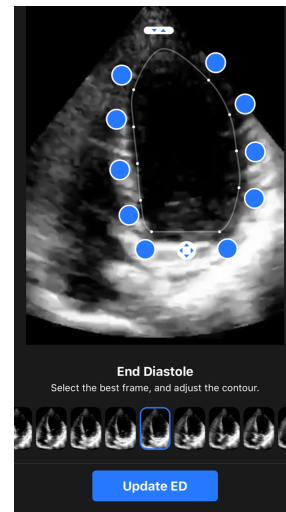 End Diastole
Select the best frame, and adjust the contour.
Update ED